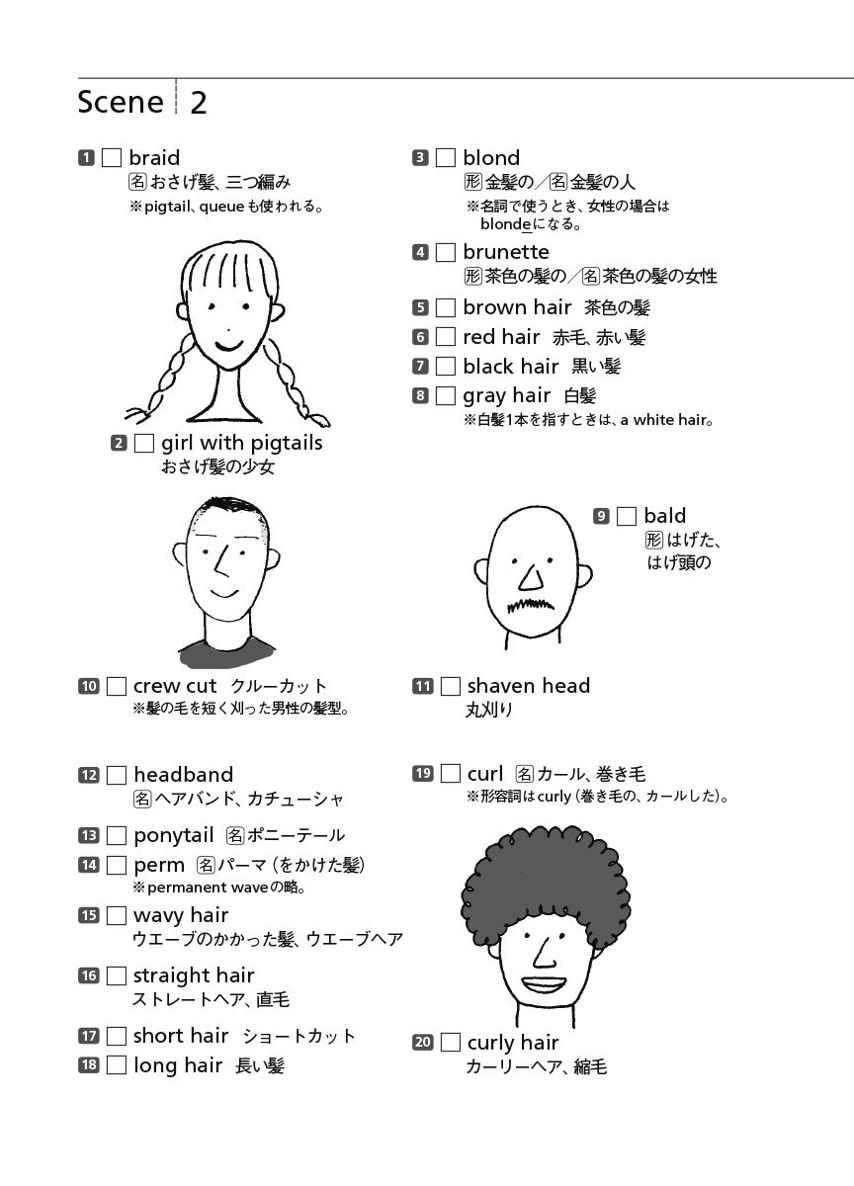 Scene 2
1 braid
名 おさげ髪、三つ編み
※pigtail、queueも使われる。
2 girl with pigtails
おさげ髪の少女
3 blond
形 金髪の／名 金髪の人
※名詞で使うとき、女性の場合は
blondeになる。
4 brunette
形 茶色の髪の／名 茶色の髪の女性
5 brown hair 茶色の髪
6 red hair 赤毛、赤い髪
7 black hair 黒い髪
8 gray hair 白髪
※白髪1本を指すときは、a white hair。
9 bald
形 はげた、
はげ頭の
10 crew cut クルーカット
※髪の毛を短く刈った男性の髪型。
11 shaven head
丸刈り
12 headband
名 ヘアバンド、カチューシャ
13 ponytail 名 ポニーテール
14 perm 名 パーマ（をかけた髪）
※permanent waveの略。
15 wavy hair
ウエーブのかかった髪、ウエーブヘア
16 straight hair
ストレートヘア、直毛
17 short hair ショートカット
18 long hair 長い髪
19 curl 名 カール、巻き毛
※形容詞はcurly（巻き毛の、カールした）。
20 curly hair
カーリーヘア、縮毛